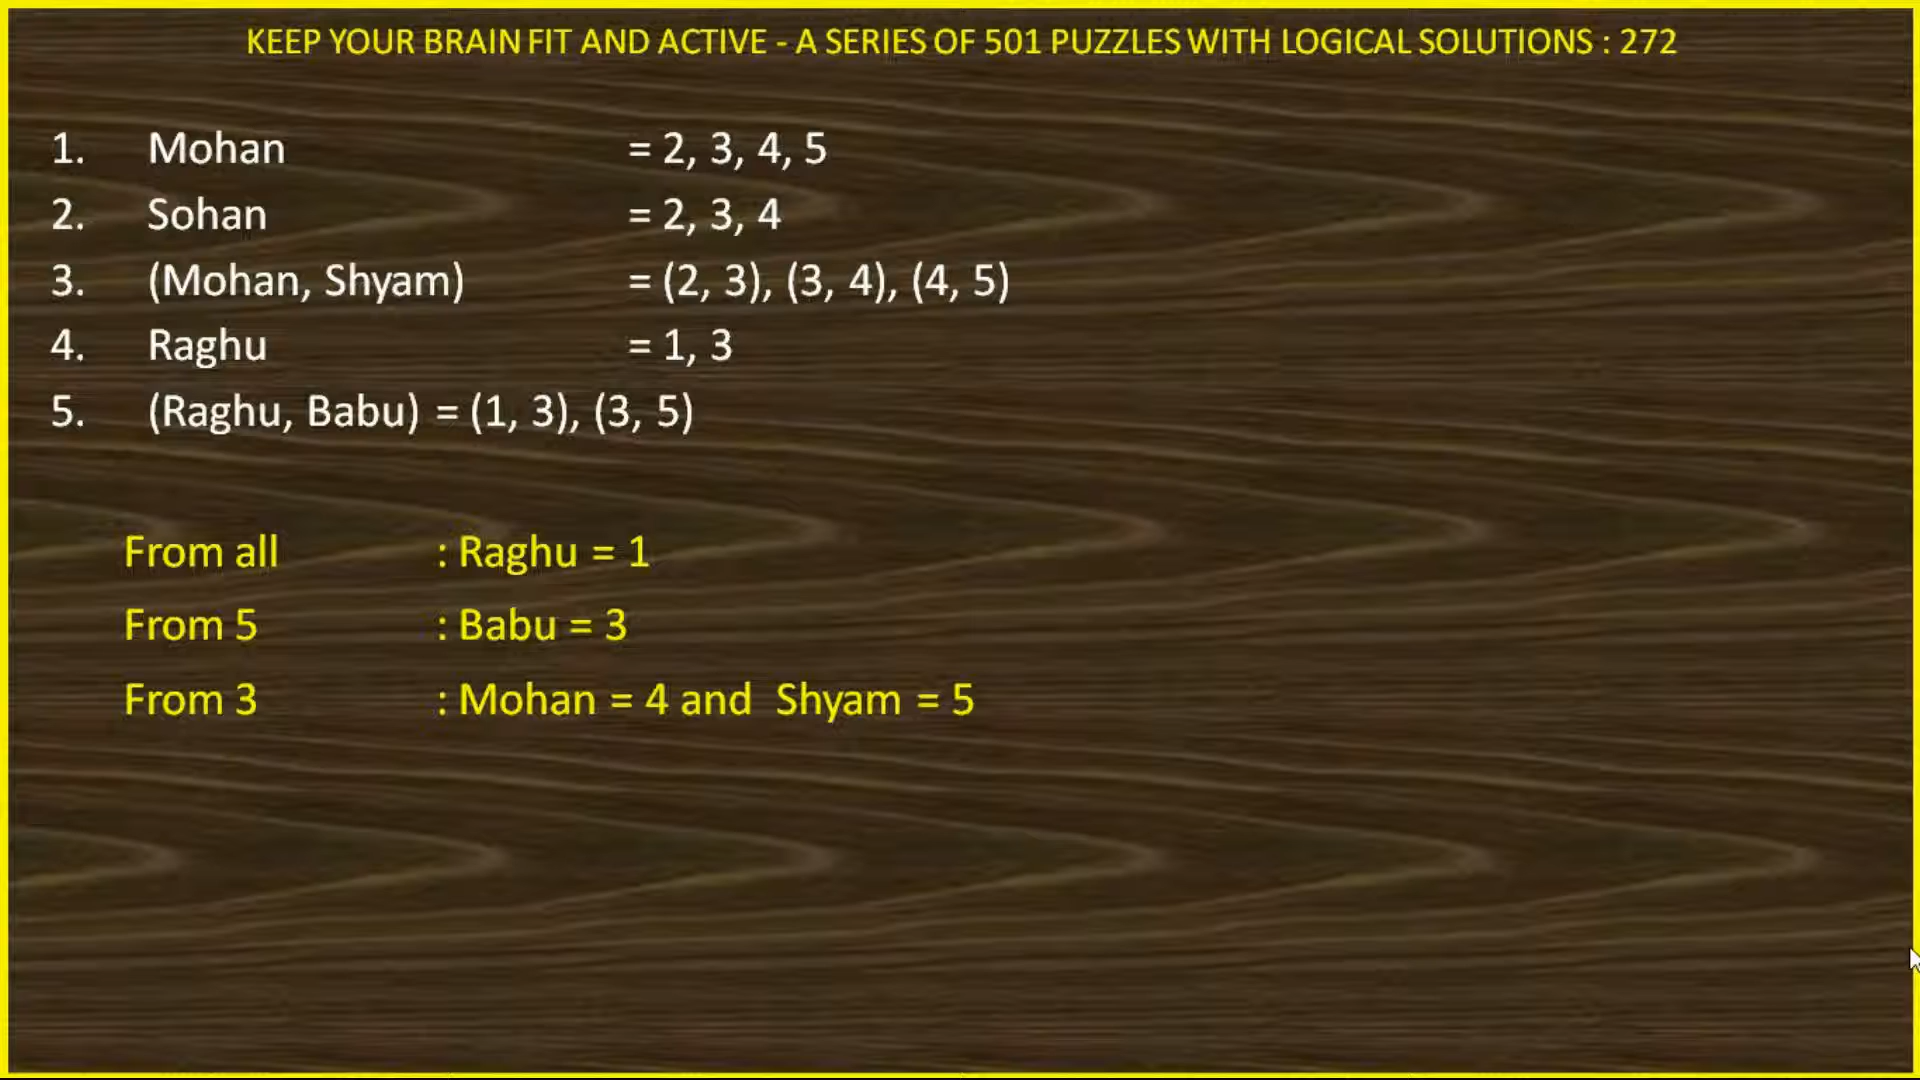 KEEP YOUR BRAIN FIT AND ACTIVE - A SERIES OF 501 PUZZLES WITH LOGICAL SOLUTIONS : 272
1. Mohan = 2, 3, 4, 5
2. Sohan = 2, 3, 4
3. (Mohan, Shyam) = (2, 3), (3, 4), (4, 5)
4. Raghu = 1, 3
5. (Raghu, Babu) = (1, 3), (3, 5)
From all : Raghu = 1
From 5 : Babu = 3
From 3 : Mohan = 4 and Shyam = 5